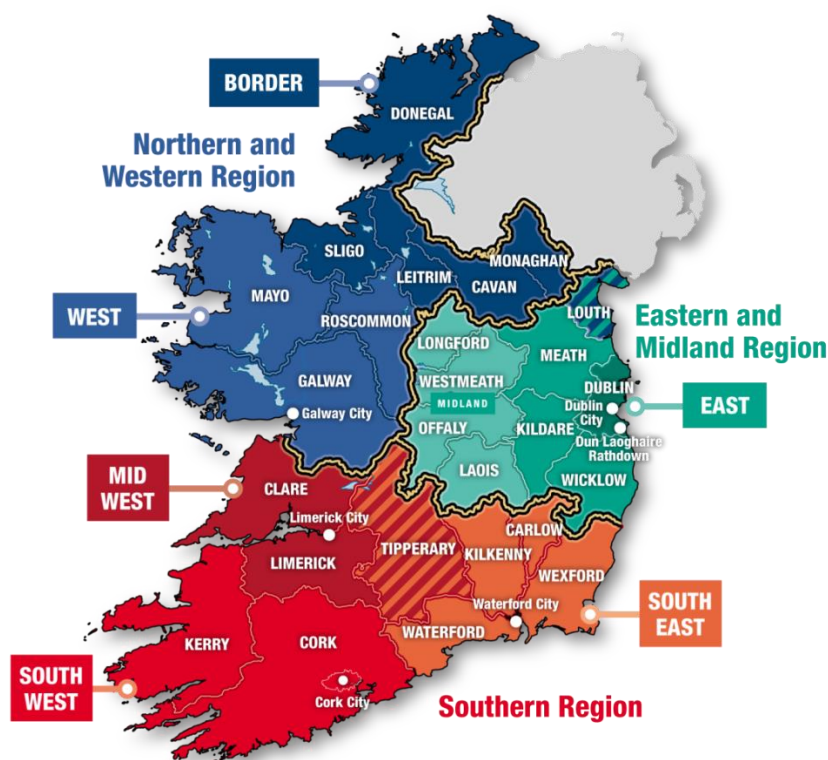 BORDER
DONEGAL
Northern and
Western Region
SLIGO
MONAGHAN
LEITRIM
CAVAN
MAYO
WEST
ROSCOMMON
LOUTH
Eastern and
Midland Region
LONGFORD
MEATH
GALWAY
WESTMEATH
DUBLIN
MIDLAND
Dublin
City
EAST
Galway City
OFFALY
KILDARE
Dun Laoghaire
Rathdown
LAOIS
WICKLOW
MID
WEST
CLARE
Limerick City
CARLOW
TIPPERARY
KILKENNY
LIMERICK
WEXFORD
Waterford City
SOUTH
EAST
WATERFORD
KERRY
CORK
SOUTH
WEST
Cork City
Southern Region